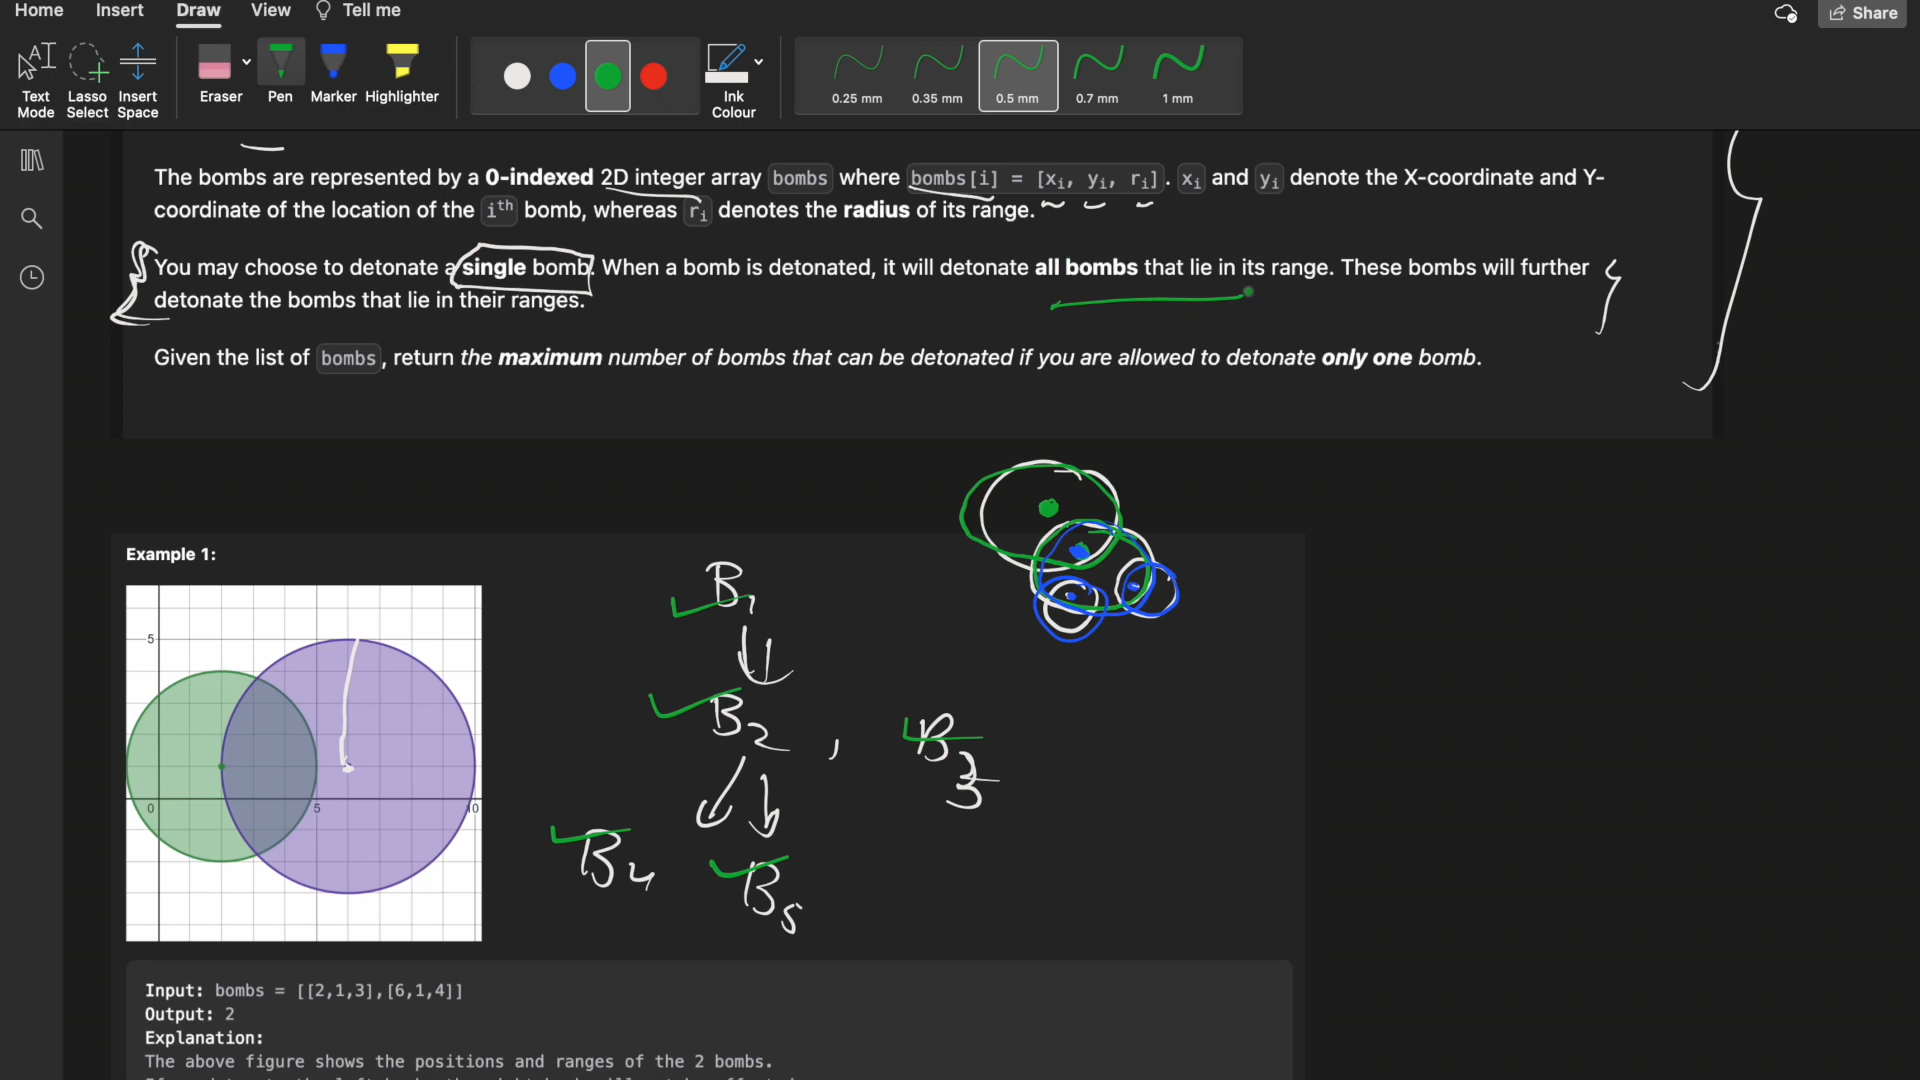 Home Insert Draw View Tell me
Share
Text Mode
Lasso Select
Insert Space
Eraser
Pen
Marker
Highlighter
Ink Colour
0.25 mm
0.35 mm
0.5 mm
0.7 mm
1 mm
The bombs are represented by a 0-indexed 2D integer array bombs where bombs[i] = [xi, yi, ri]. xi and yi denote the X-coordinate and Y-
coordinate of the location of the ith bomb, whereas ri denotes the radius of its range.
You may choose to detonate a single bomb. When a bomb is detonated, it will detonate all bombs that lie in its range. These bombs will further
detonate the bombs that lie in their ranges.
Given the list of bombs, return the maximum number of bombs that can be detonated if you are allowed to detonate only one bomb.
Example 1:
5
0 5 10
B1
B2 , B3
B4 B5
Input: bombs = [[2,1,3],[6,1,4]]
Output: 2
Explanation:
The above figure shows the positions and ranges of the 2 bombs.